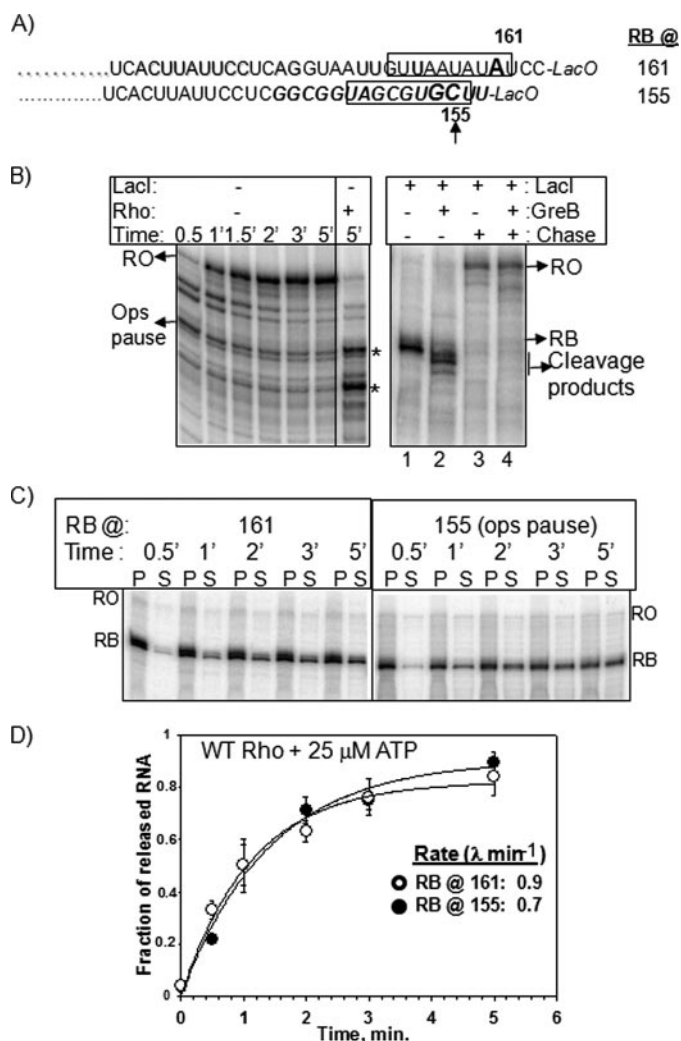 A)
161 RB @
........UCACUUAUUCCUCAGGUAAUUGUUAAUAUAUCC-LacO 161
............UCACUUAUUCCUCGGCGGUAGCGUGCUU-LacO 155
155
B)
LacI: - -
Rho: - +
Time: 0.5 1' 1.5' 2' 3' 5' 5'
RO
Ops pause
*
*
+ + + + LacI
- + - + GreB
- - + + Chase
RO
RB
Cleavage products
1 2 3 4
C)
RB @: 161 155 (ops pause)
Time : 0.5' 1' 2' 3' 5' 0.5' 1' 2' 3' 5'
P S P S P S P S P S P S P S P S P S P S
RO RO
RB RB
D)
WT Rho + 25 µM ATP
Rate (λ min-1)
RB @ 161: 0.9
RB @ 155: 0.7
Fraction of released RNA
1
0.8
0.6
0.4
0.2
0
0 1 2 3 4 5 6
Time, min.